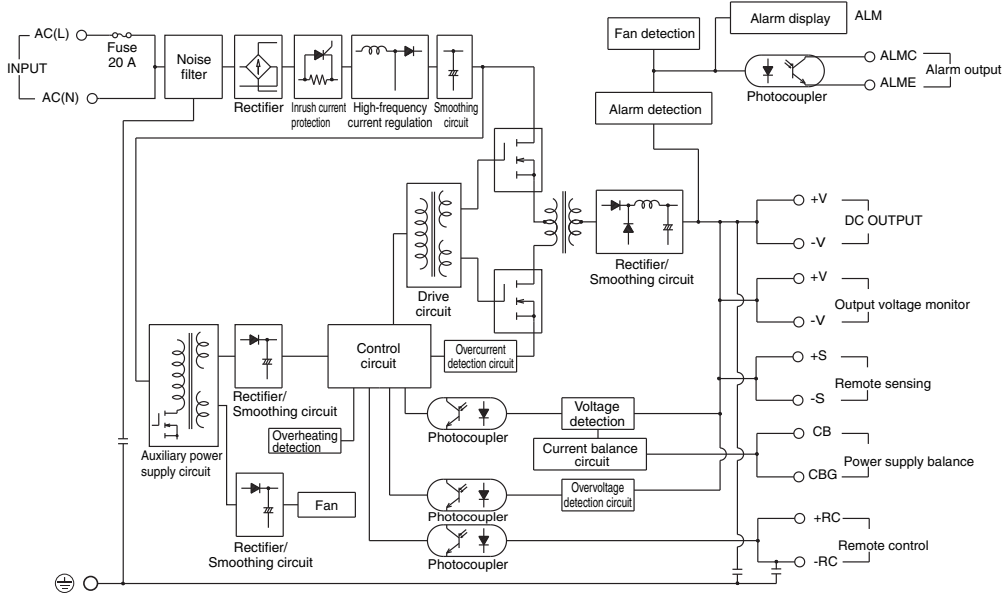 AC(L)
Fuse
20 A
INPUT
AC(N)
Noise
filter
Rectifier
Inrush current
protection
High-frequency
current regulation
Smoothing
circuit
Fan detection
Alarm display
ALM
Alarm detection
Photocoupler
ALMC
ALME
Alarm output
Drive
circuit
Rectifier/
Smoothing circuit
+V
-V
DC OUTPUT
+V
-V
Output voltage monitor
+S
-S
Remote sensing
CB
CBG
Power supply balance
+RC
-RC
Remote control
Auxiliary power
supply circuit
Rectifier/
Smoothing circuit
Control
circuit
Overcurrent
detection circuit
Overheating
detection
Photocoupler
Voltage
detection
Current balance
circuit
Photocoupler
Overvoltage
detection circuit
Photocoupler
Fan
Rectifier/
Smoothing circuit